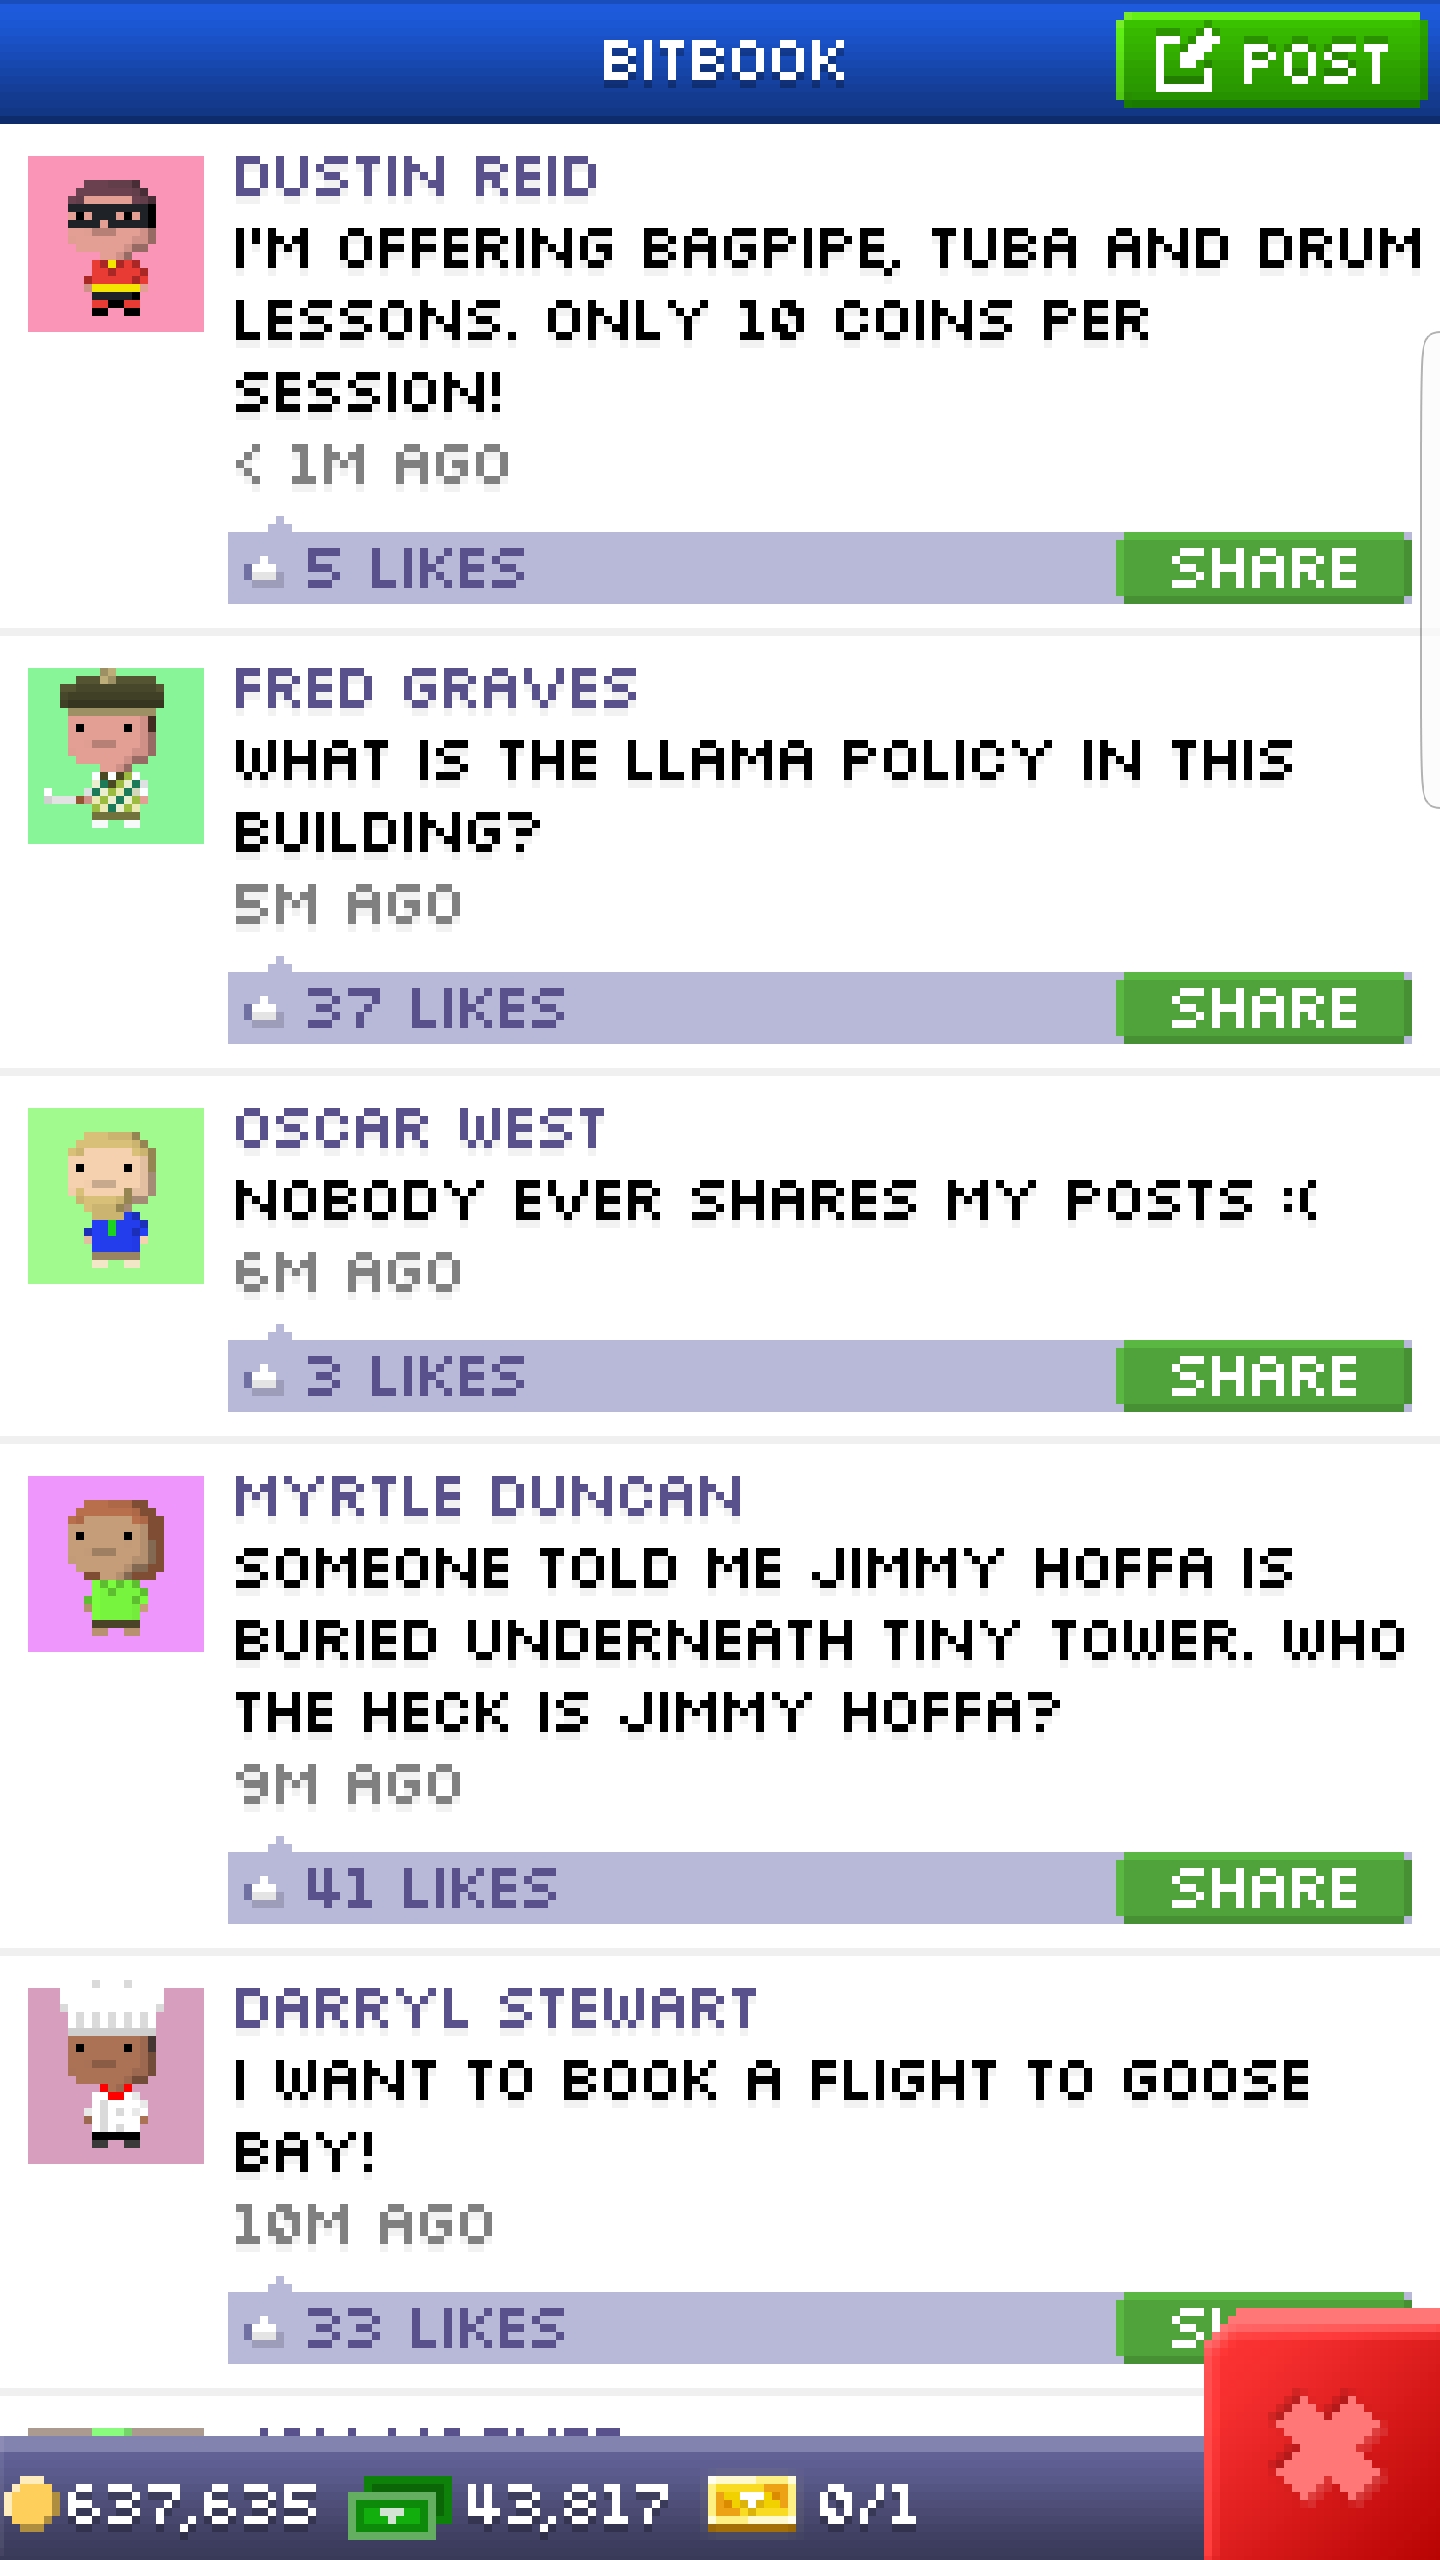 BITBOOK
POST
DUSTIN REID
I'M OFFERING BAGPIPE, TUBA AND DRUM
LESSONS. ONLY 10 COINS PER
SESSION!
< 1M AGO
5 LIKES
SHARE
FRED GRAVES
WHAT IS THE LLAMA POLICY IN THIS
BUILDING?
5M AGO
37 LIKES
SHARE
OSCAR WEST
NOBODY EVER SHARES MY POSTS :(
6M AGO
3 LIKES
SHARE
MYRTLE DUNCAN
SOMEONE TOLD ME JIMMY HOFFA IS
BURIED UNDERNEATH TINY TOWER. WHO
THE HECK IS JIMMY HOFFA?
9M AGO
41 LIKES
SHARE
DARRYL STEWART
I WANT TO BOOK A FLIGHT TO GOOSE
BAY!
10M AGO
33 LIKES
637,635
43,817
0/1